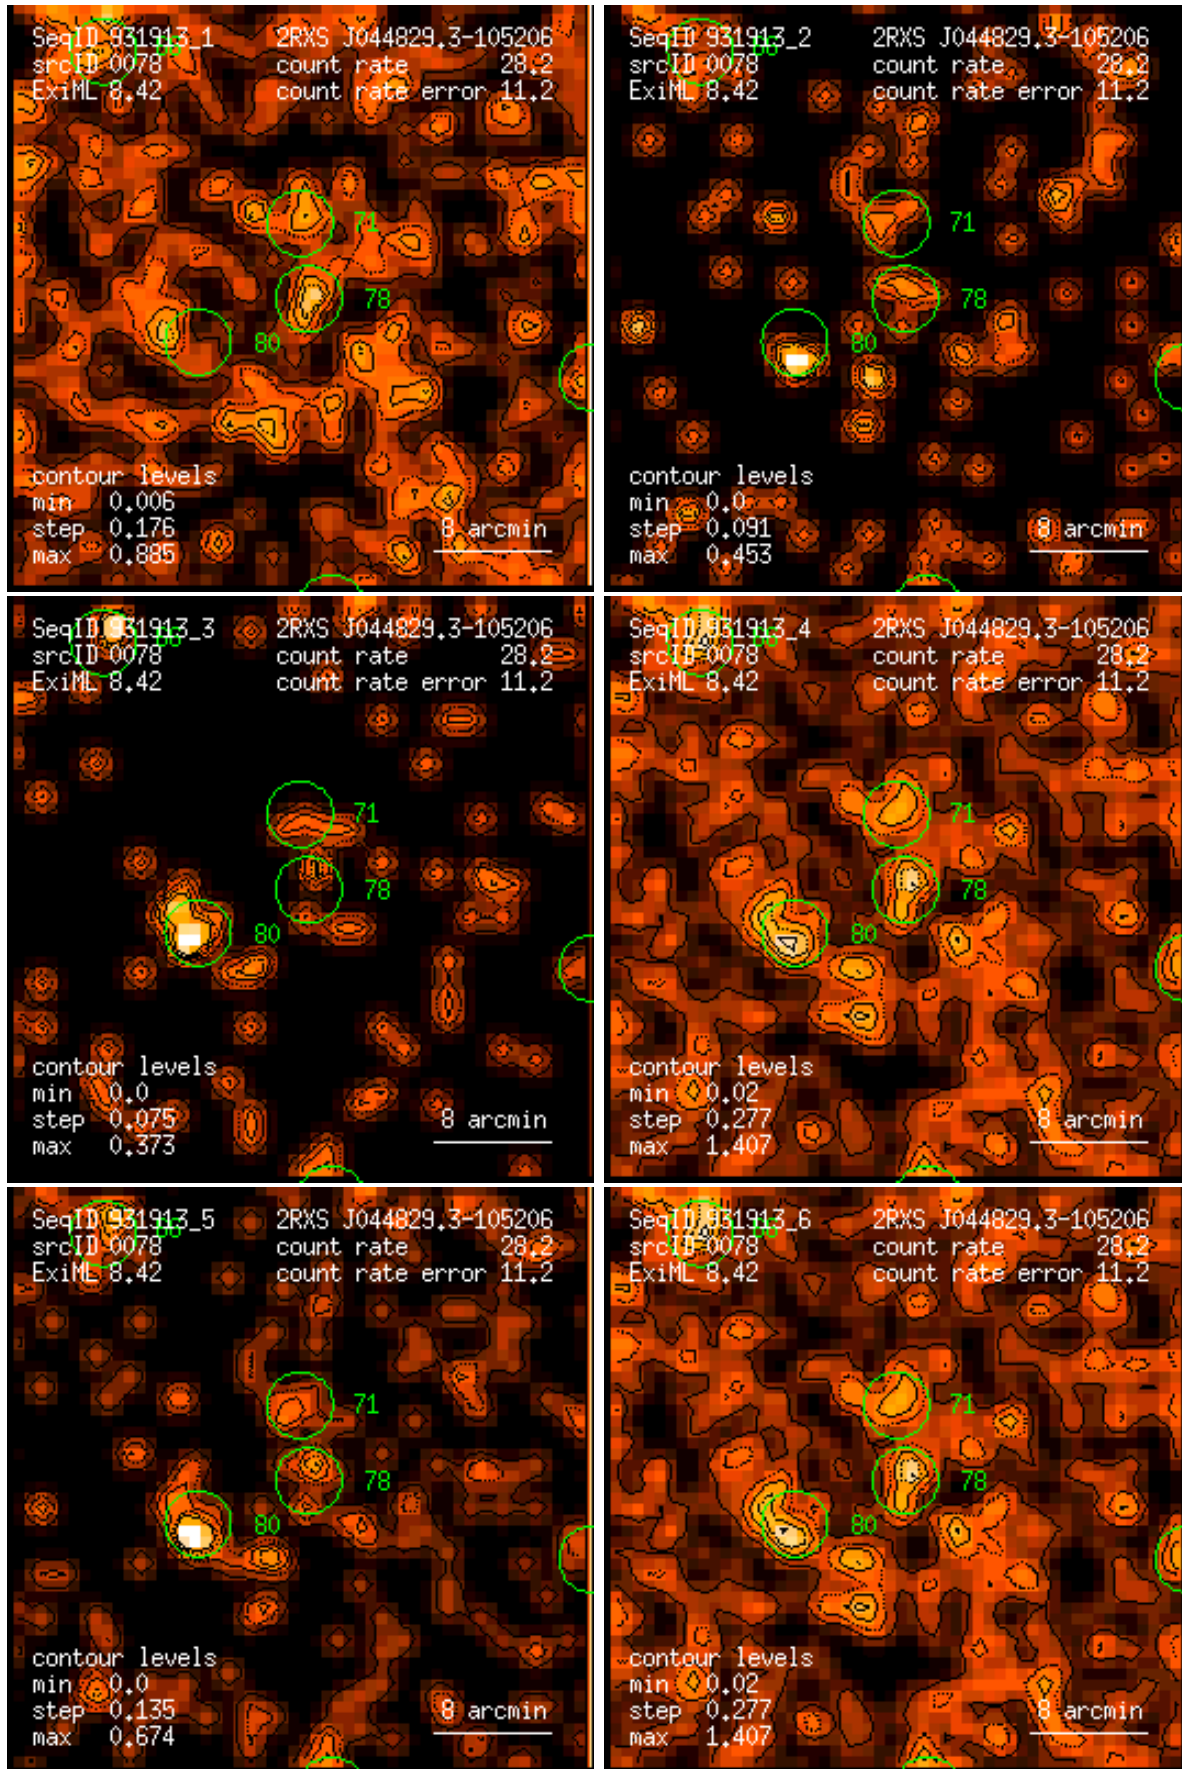 SeqID 931913_1 2RXS J044829.3-105206
srcID 0078 66 count rate 28.2
ExiML 8.42 count rate error 11.2
71
78
80
contour levels
min 0.006
step 0.176 8 arcmin
max 0.885
SeqID 931913_2 2RXS J044829.3-105206
srcID 0078 66 count rate 28.2
ExiML 8.42 count rate error 11.2
71
78
80
contour levels
min 0.0
step 0.091 8 arcmin
max 0.453
SeqID 931913_3 2RXS J044829.3-105206
srcID 0078 66 count rate 28.2
ExiML 8.42 count rate error 11.2
71
78
80
contour levels
min 0.0
step 0.075 8 arcmin
max 0.373
SeqID 931913_4 2RXS J044829.3-105206
srcID 0078 66 count rate 28.2
ExiML 8.42 count rate error 11.2
71
78
80
contour levels
min 0.02
step 0.277 8 arcmin
max 1.407
SeqID 931913_5 2RXS J044829.3-105206
srcID 0078 66 count rate 28.2
ExiML 8.42 count rate error 11.2
71
78
80
contour levels
min 0.0
step 0.135 8 arcmin
max 0.674
SeqID 931913_6 2RXS J044829.3-105206
srcID 0078 66 count rate 28.2
ExiML 8.42 count rate error 11.2
71
78
80
contour levels
min 0.02
step 0.277 8 arcmin
max 1.407